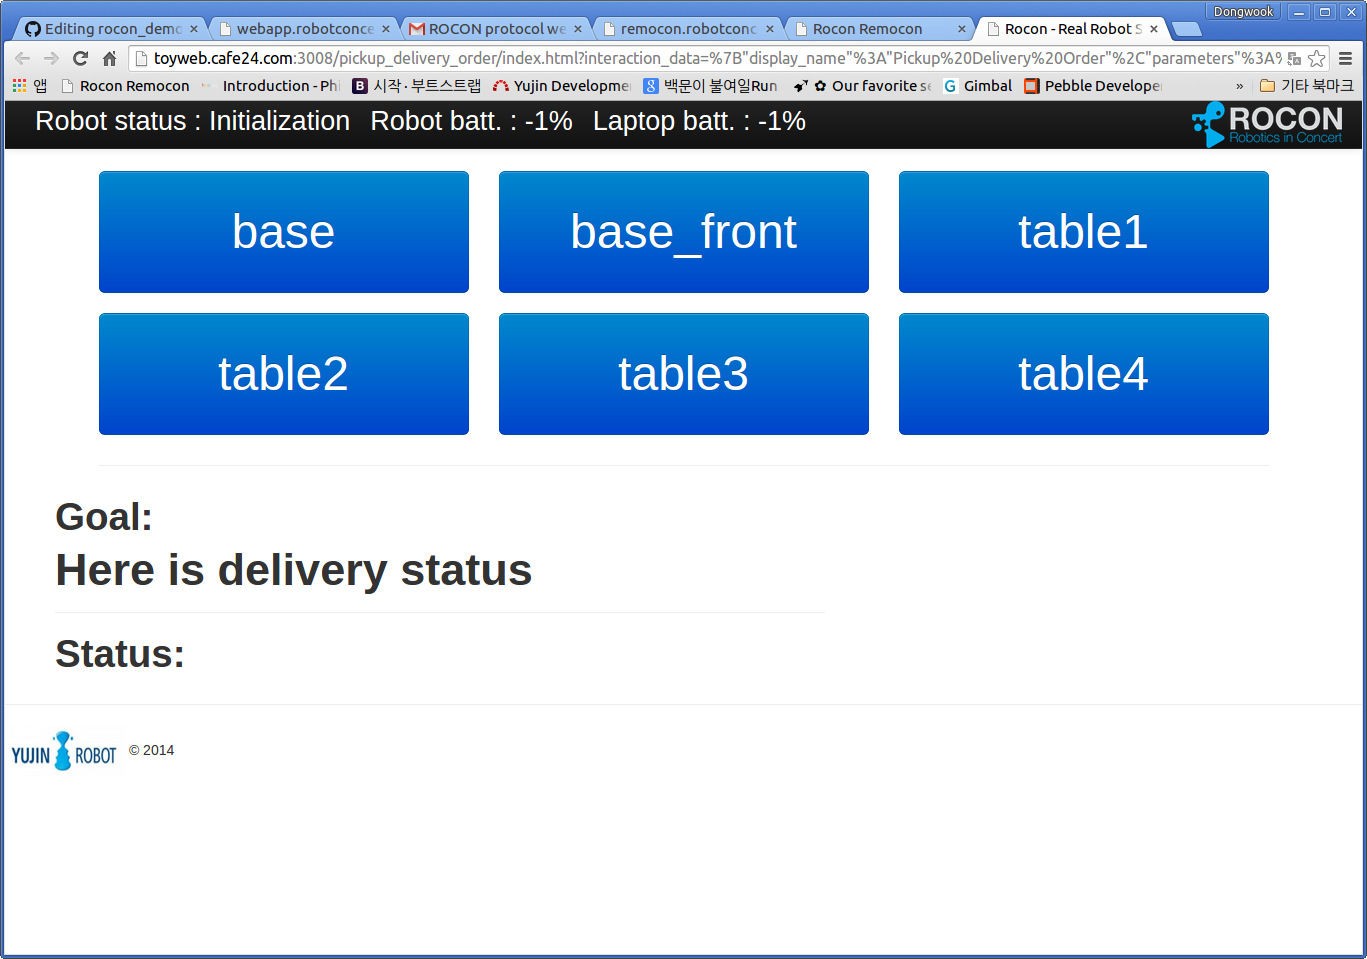 Dongwook
Editing rocon_demo
webapp.robotconce
ROCON protocol we
remocon.robotconc
Rocon Remocon
Rocon - Real Robot S
toyweb.cafe24.com:3008/pickup_delivery_order/index.html?interaction_data=%7B"display_name"%3A"Pickup%20Delivery%20Order"%2C"parameters"%3A%
앱
Rocon Remocon
Introduction - Phi
시작 · 부트스트랩
Yujin Developme
백문이 불여일Run
Our favorite se
Gimbal
Pebble Develope
»
기타 북마크
Robot status : Initialization Robot batt. : -1% Laptop batt. : -1%
ROCON
Robotics in Concert
base
base_front
table1
table2
table3
table4
Goal:
Here is delivery status
Status:
YUJIN ROBOT © 2014